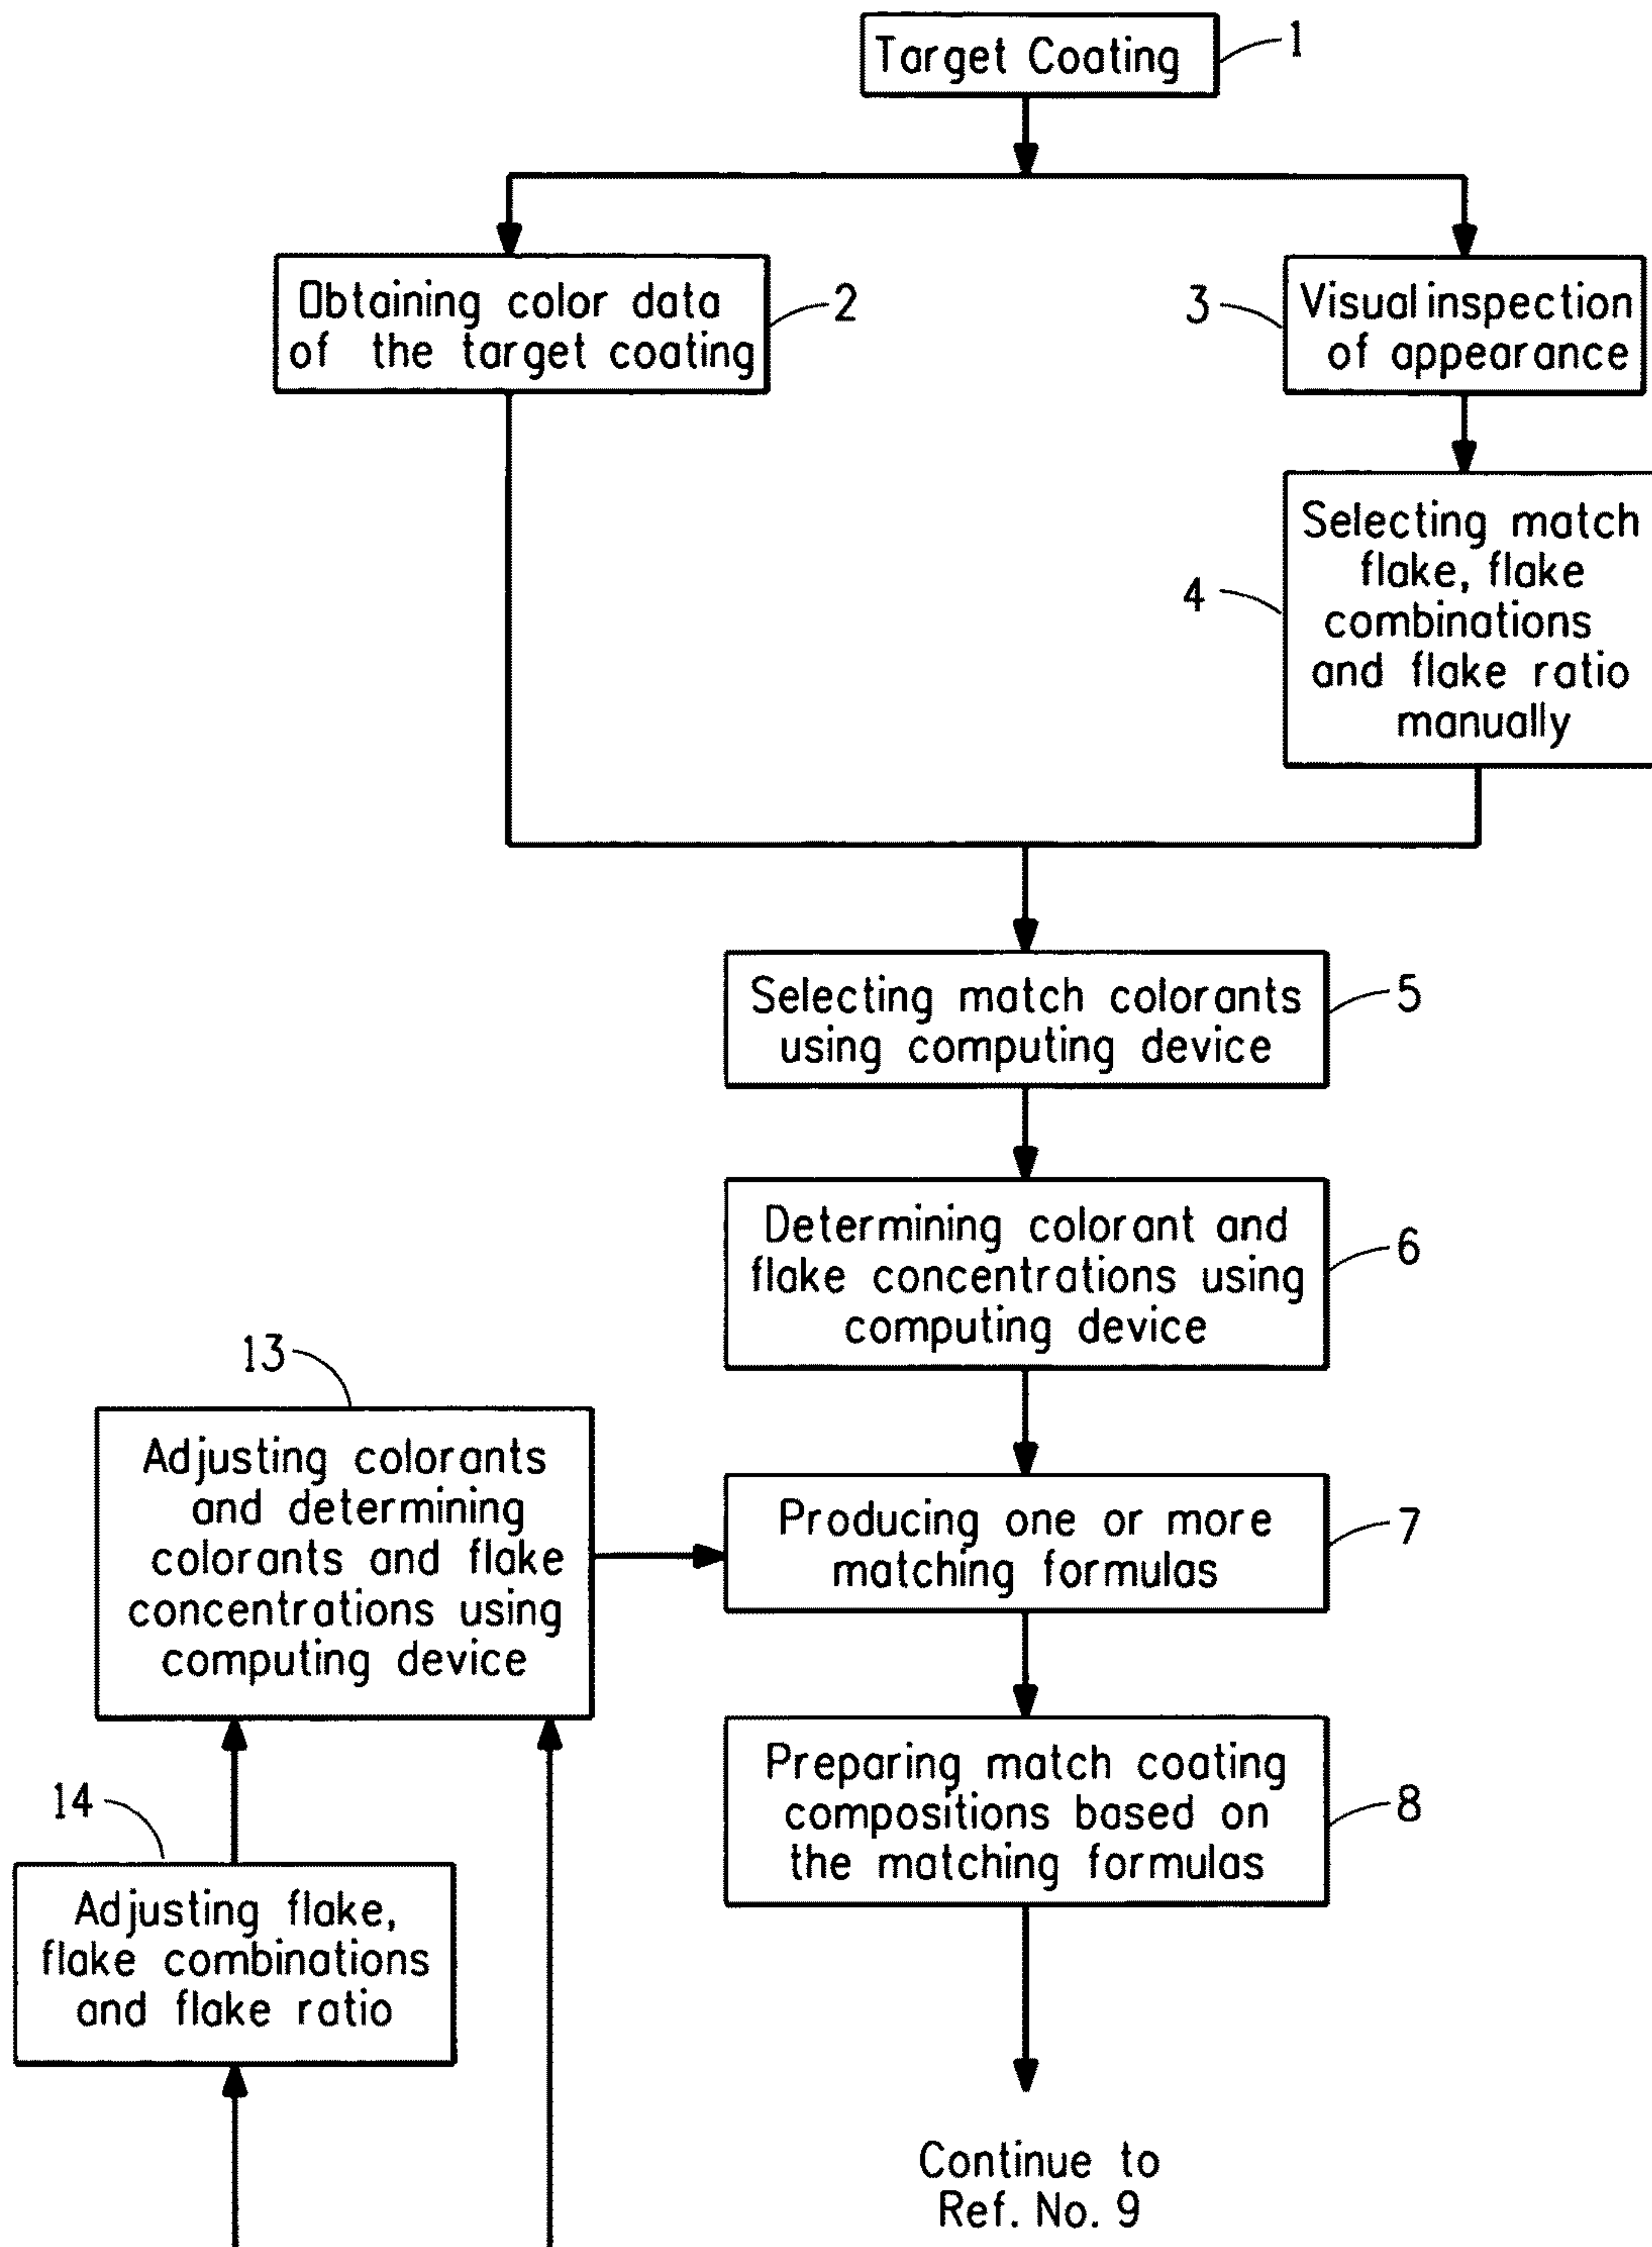 Target Coating
1
Obtaining color data
of the target coating
2
3
Visual inspection
of appearance
4
Selecting match
flake, flake
combinations
and flake ratio
manually
Selecting match colorants
using computing device
5
Determining colorant and
flake concentrations using
computing device
6
13
Adjusting colorants
and determining
colorants and flake
concentrations using
computing device
Producing one or more
matching formulas
7
Preparing match coating
compositions based on
the matching formulas
8
14
Adjusting flake,
flake combinations
and flake ratio
Continue to
Ref. No. 9